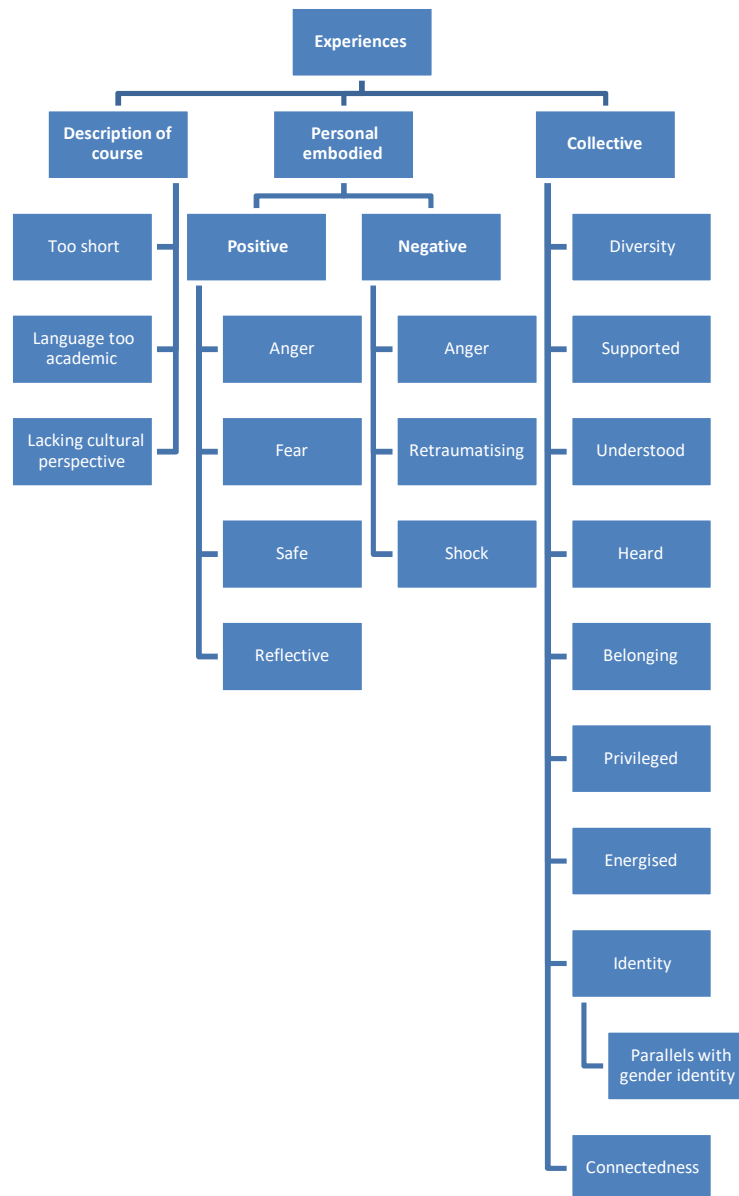 Experiences
Description of
course
Personal
embodied
Collective
Too short
Language too
academic
Lacking cultural
perspective
Positive
Anger
Fear
Safe
Reflective
Negative
Anger
Retraumatising
Shock
Diversity
Supported
Understood
Heard
Belonging
Privileged
Energised
Identity
Parallels with
gender identity
Connectedness